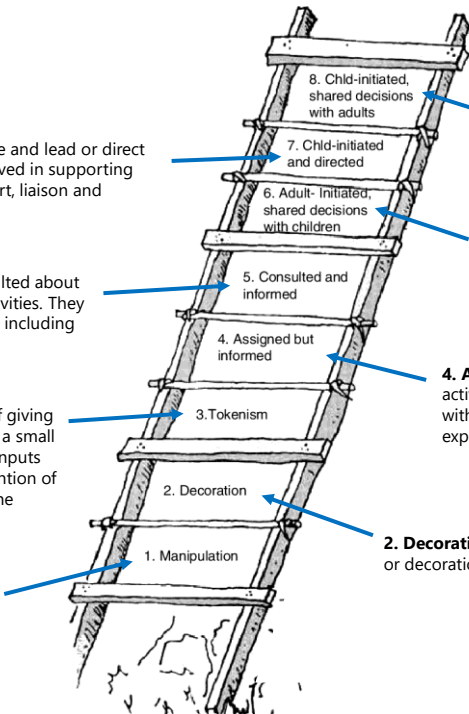 8. Chld-initiated,
shared decisions
with adults
e and lead or direct
ved in supporting
rt, liaison and
7. Chld-initiated
and directed
6. Adult- Initiated,
shared decisions
with children
lted about
vities. They
including
5. Consulted and
informed
4. Assigned but
informed
4. A
acti
with
exp
f giving
a small
nputs
ntion of
ne
3.Tokenism
2. Decoration
2. Decorati
or decoratio
1. Manipulation